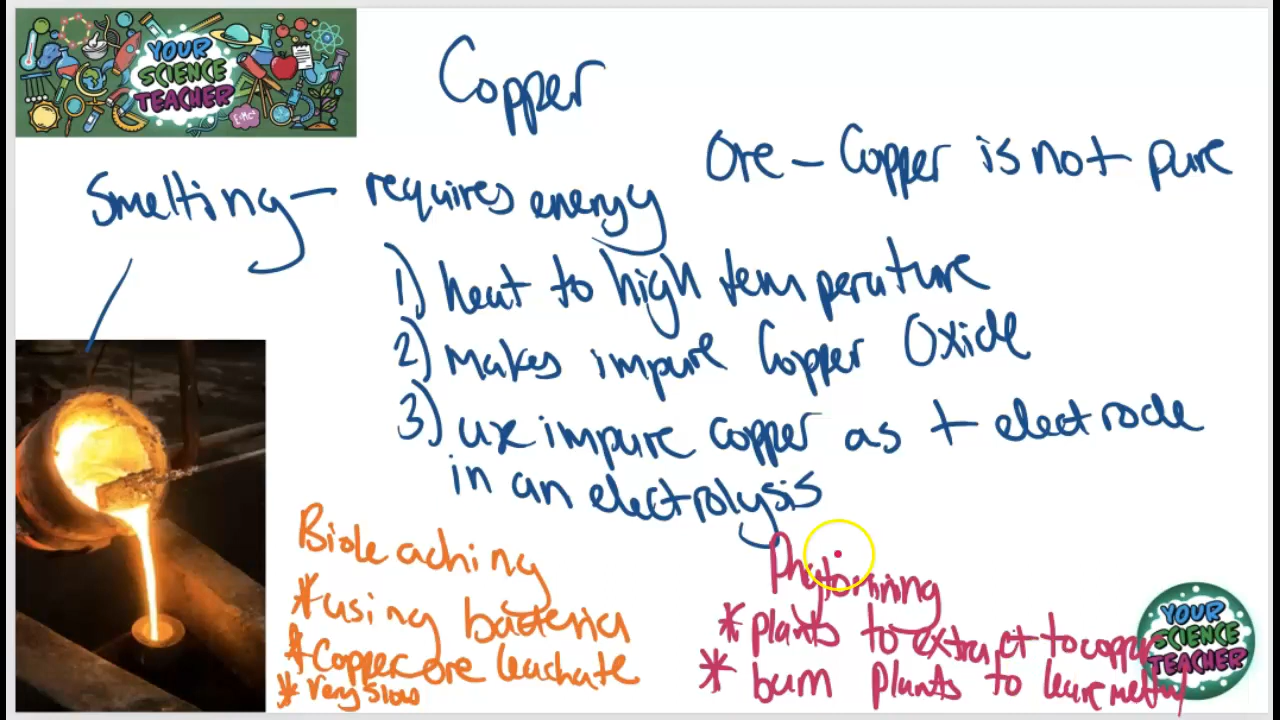 YOUR
SCIENCE
TEACHER
Copper
Ore - Copper is not pure
Smelting - requires energy
1) heat to high temperature
2) makes impure Copper Oxide
3) use impure copper as + electrode
in an electrolysis
Bioleaching
* using bacteria
* Copper ore leachate
* Very slow
Phytomining
* plants to extract to copper
* burn plants to leave metal
YOUR
SCIENCE
TEACHER